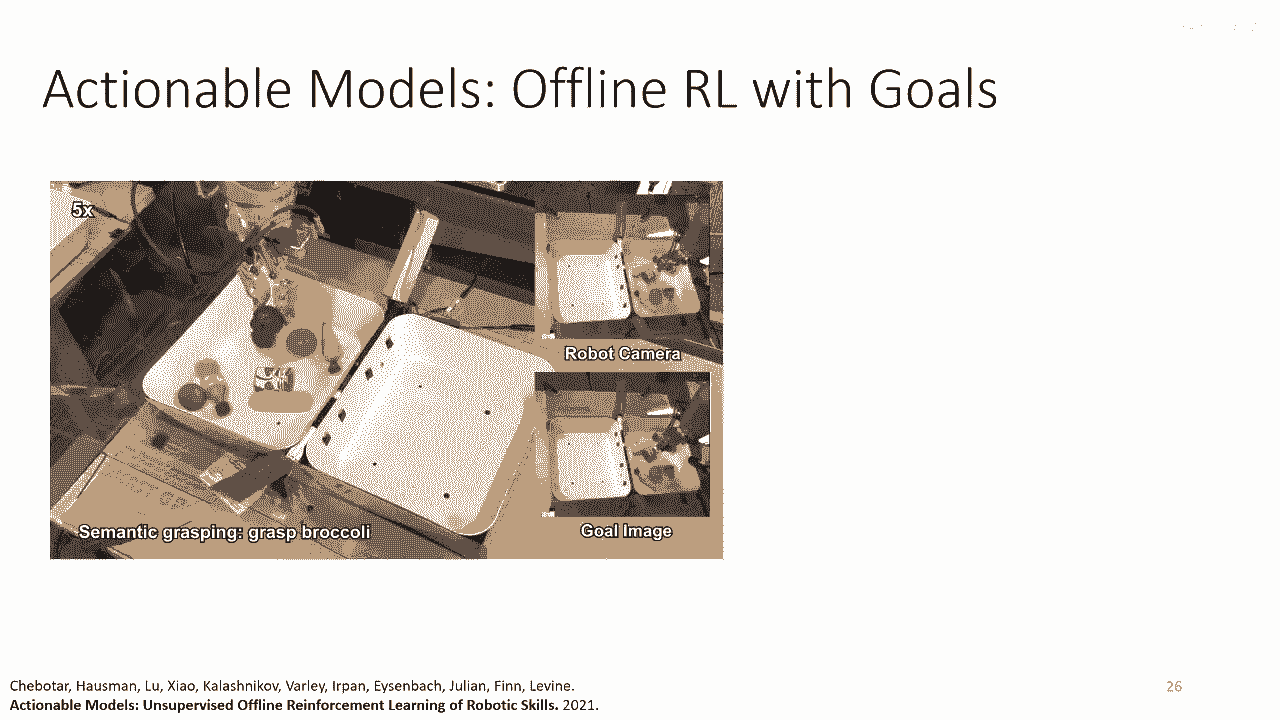 Actionable Models: Offline RL with Goals
5x
Robot Camera
Semantic grasping: grasp broccoli
Goal Image
Chebotar, Hausman, Lu, Xiao, Kalashnikov, Varley, Irpan, Eysenbach, Julian, Finn, Levine.
Actionable Models: Unsupervised Offline Reinforcement Learning of Robotic Skills. 2021.
26